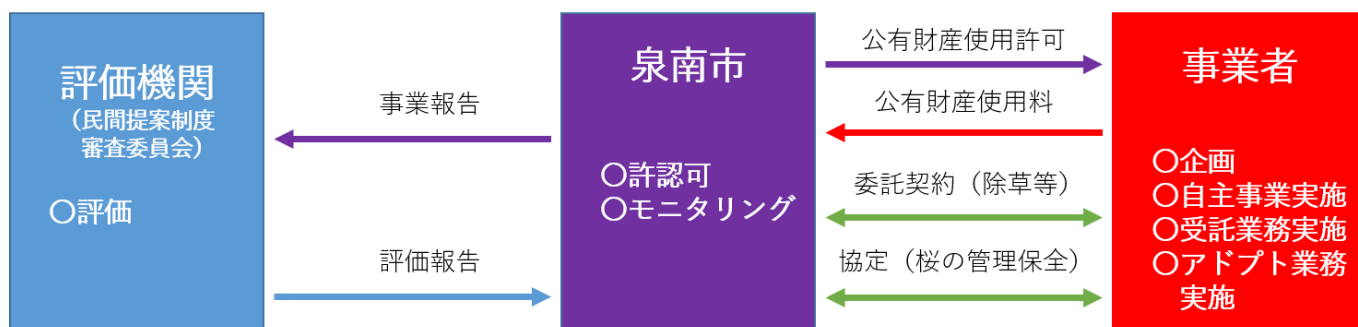 評価機関
（民間提案制度
審査委員会）
〇評価
事業報告
評価報告
泉南市
〇許認可
〇モニタリング
公有財産使用許可
公有財産使用料
委託契約（除草等）
協定（桜の管理保全）
事業者
〇企画
〇自主事業実施
〇受託業務実施
〇アドプト業務
実施